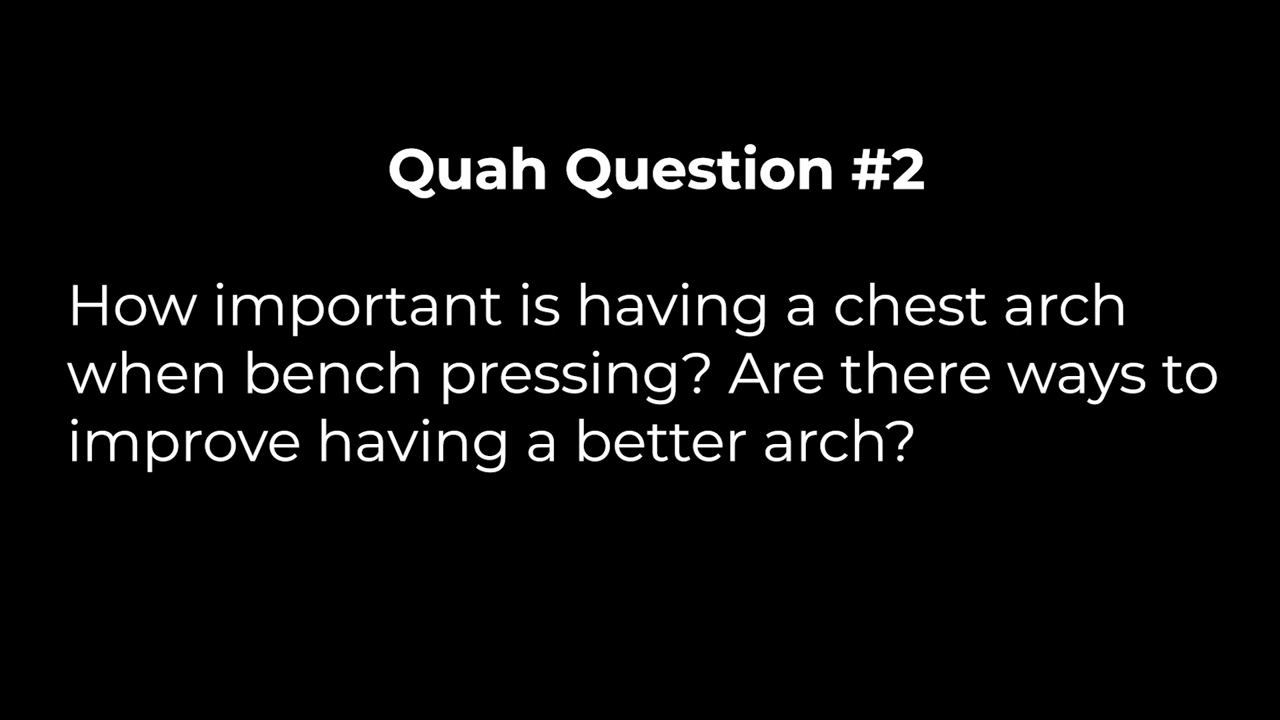 Quah Question #2
How important is having a chest arch
when bench pressing? Are there ways to
improve having a better arch?